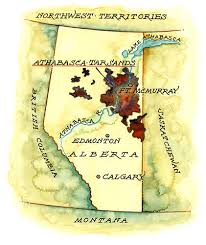 NORTHWEST TERRITORIES
LAKE ATHABASCA
ATHABASCA TAR SANDS
FT. MCMURRAY
ATHABASCA
BRITISH
COLUMBIA
EDMONTON
ALBERTA
CALGARY
SASKATCHEWAN
MONTANA